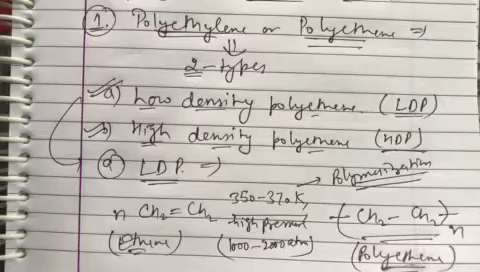 1. Polyethylene or Polyethene ⇒
⇓
2-types
a) Low density polyethene (LDP)
b) High density polyethene (HDP)
a) LDP ⇒
→ Polymerization
n CH2=CH2 350-370K, high pressure (1000-2000 atm) -(CH2-CH2)-n
(Ethene) (Polyethene)